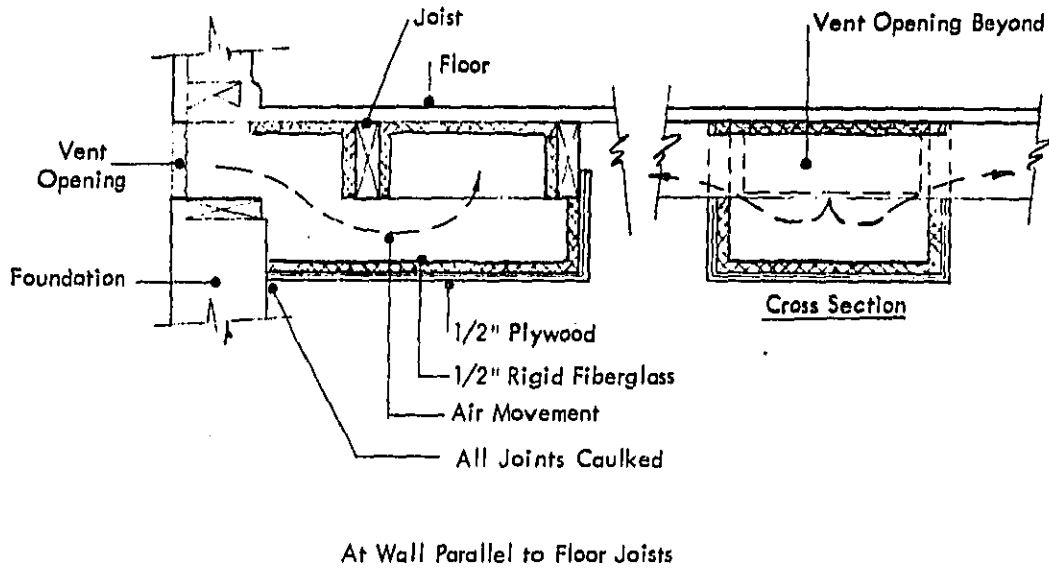 Joist
Vent Opening Beyond
Floor
Vent
Opening
Foundation
Cross Section
1/2" Plywood
1/2" Rigid Fiberglass
Air Movement
All Joints Caulked
At Wall Parallel to Floor Joists